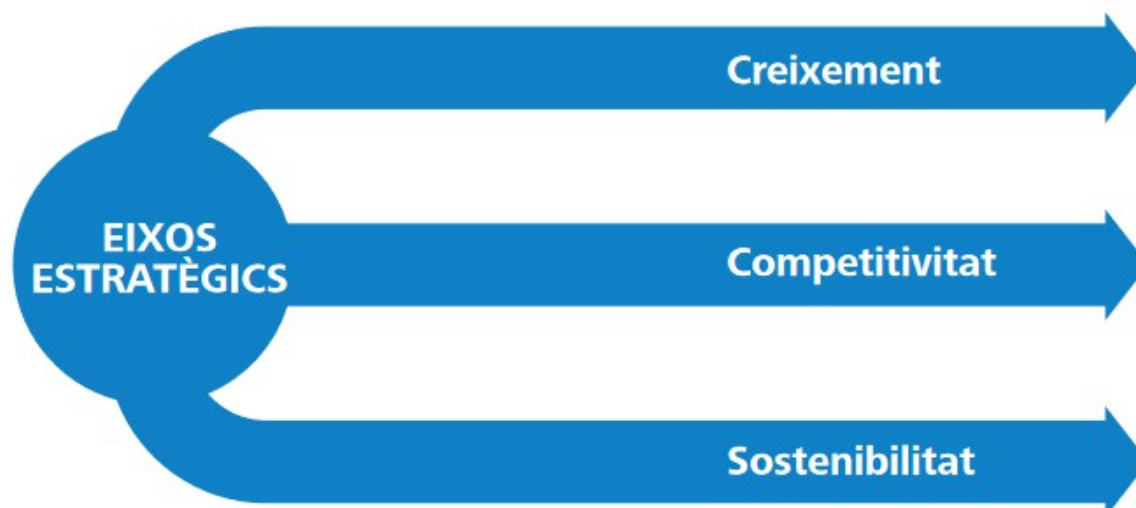 Creixement
EIXOS
ESTRATÈGICS
Competitivitat
Sostenibilitat